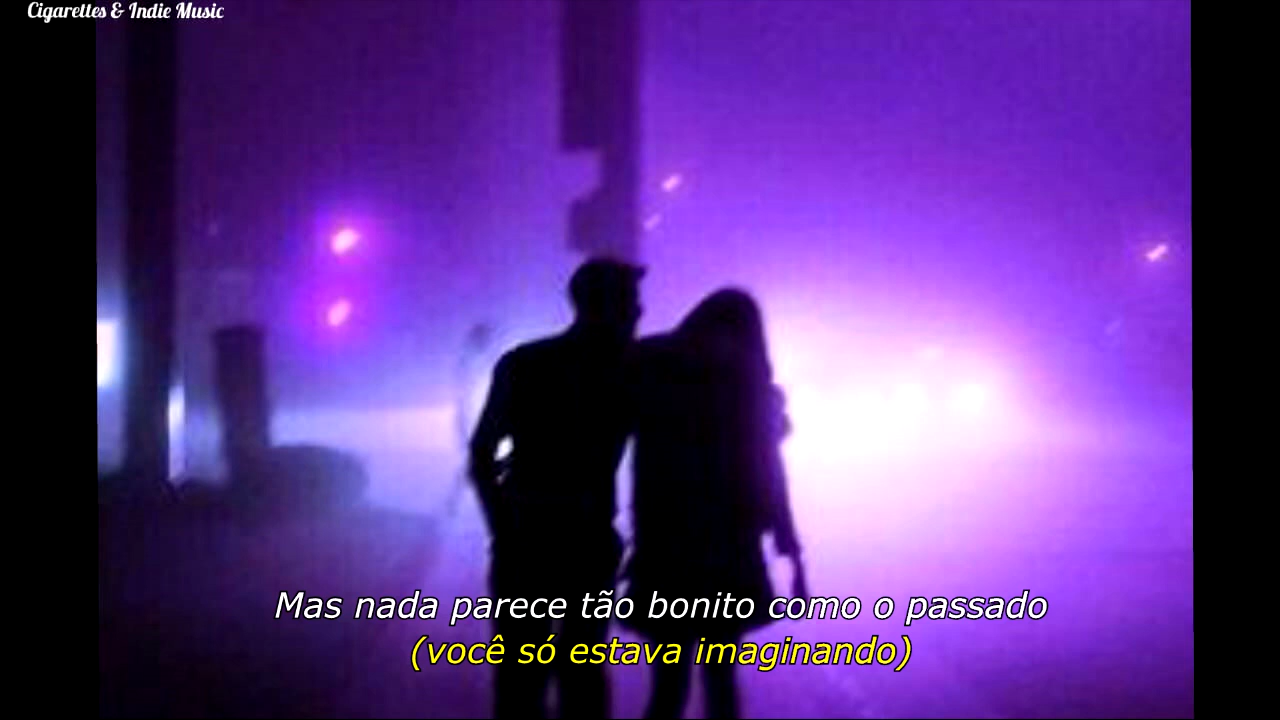 Cigarettes & Indie Music
Mas nada parece tão bonito como o passado
(você só estava imaginando)